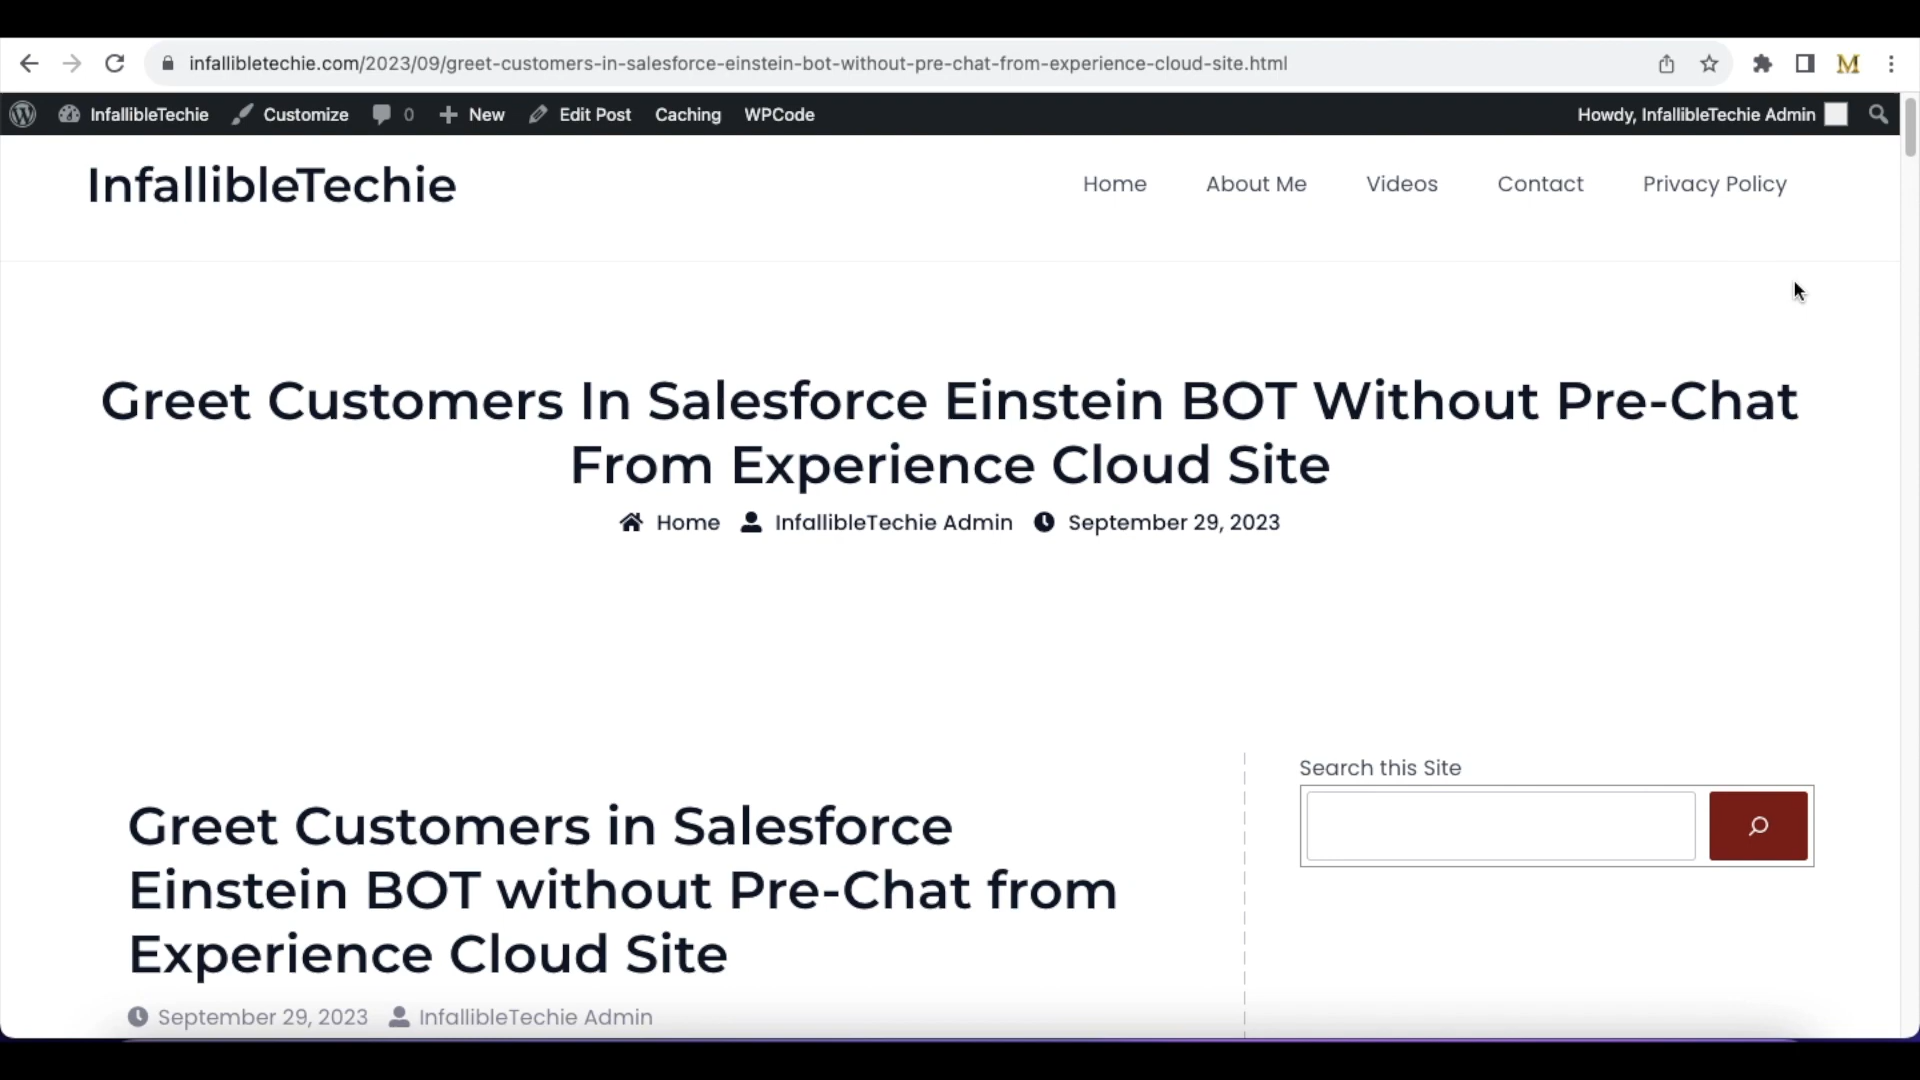 infallibletechie.com/2023/09/greet-customers-in-salesforce-einstein-bot-without-pre-chat-from-experience-cloud-site.html
M
InfallibleTechie Customize 0 New Edit Post Caching WPCode Howdy, InfallibleTechie Admin
InfallibleTechie Home About Me Videos Contact Privacy Policy
Greet Customers In Salesforce Einstein BOT Without Pre-Chat
From Experience Cloud Site
Home InfallibleTechie Admin September 29, 2023
Search this Site
Greet Customers in Salesforce
Einstein BOT without Pre-Chat from
Experience Cloud Site
September 29, 2023 InfallibleTechie Admin